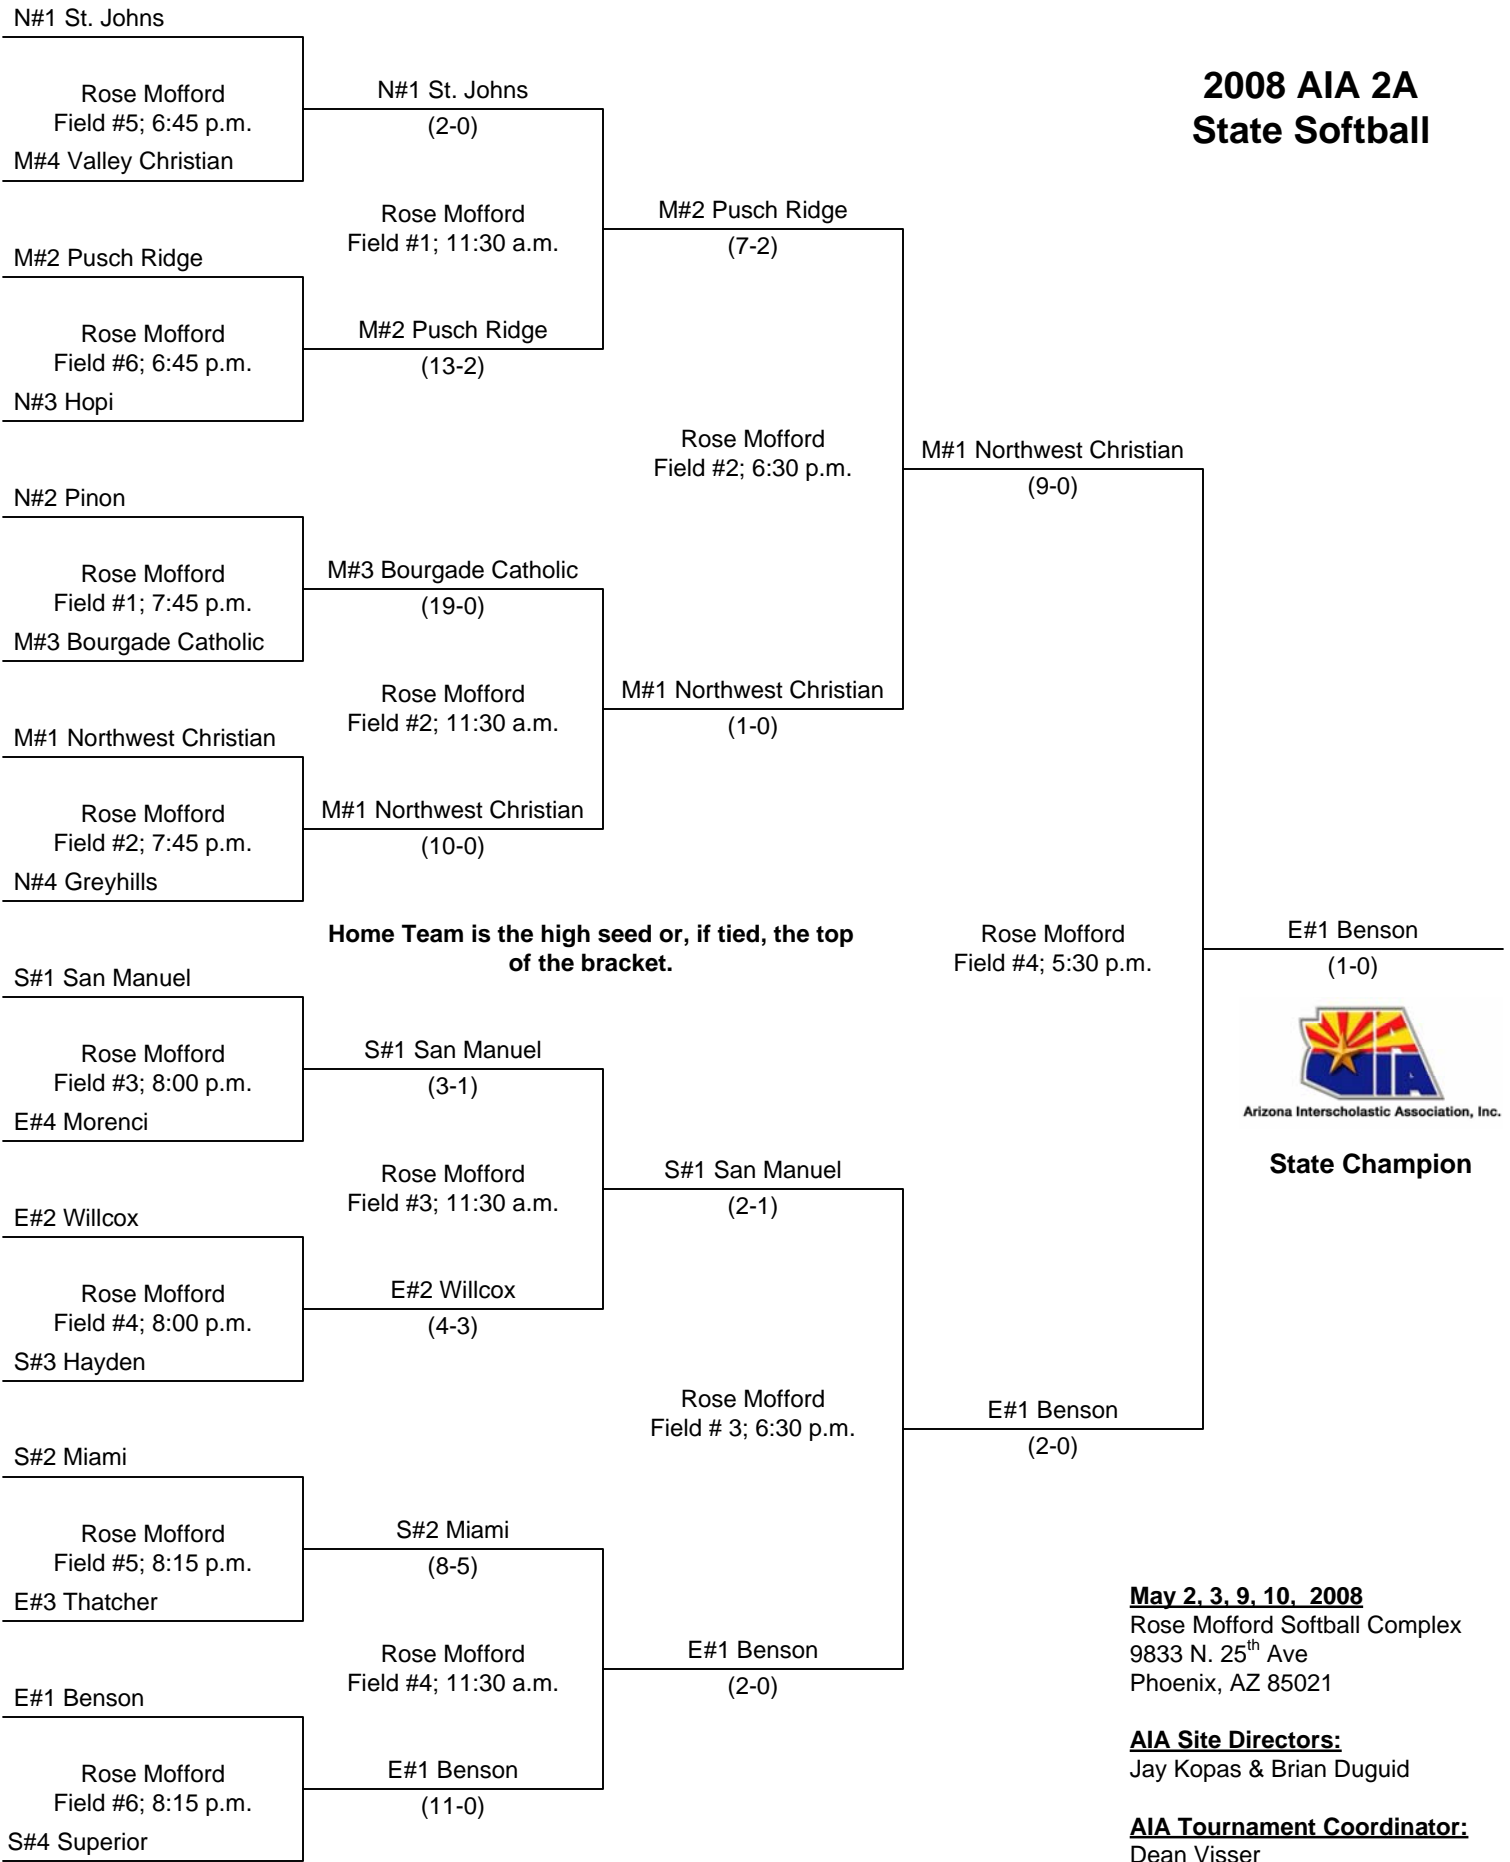 2008 AIA 2A
State Softball
N#1 St. Johns
Rose Mofford
Field #5; 6:45 p.m.
M#4 Valley Christian
M#2 Pusch Ridge
Rose Mofford
Field #6; 6:45 p.m.
N#3 Hopi
N#2 Pinon
Rose Mofford
Field #1; 7:45 p.m.
M#3 Bourgade Catholic
M#1 Northwest Christian
Rose Mofford
Field #2; 7:45 p.m.
N#4 Greyhills
S#1 San Manuel
Rose Mofford
Field #3; 8:00 p.m.
E#4 Morenci
E#2 Willcox
Rose Mofford
Field #4; 8:00 p.m.
S#3 Hayden
S#2 Miami
Rose Mofford
Field #5; 8:15 p.m.
E#3 Thatcher
E#1 Benson
Rose Mofford
Field #6; 8:15 p.m.
S#4 Superior
N#1 St. Johns
(2-0)
Rose Mofford
Field #1; 11:30 a.m.
M#2 Pusch Ridge
(13-2)
M#3 Bourgade Catholic
(19-0)
Rose Mofford
Field #2; 11:30 a.m.
M#1 Northwest Christian
(10-0)
Home Team is the high seed or, if tied, the top
of the bracket.
S#1 San Manuel
(3-1)
Rose Mofford
Field #3; 11:30 a.m.
E#2 Willcox
(4-3)
S#2 Miami
(8-5)
Rose Mofford
Field #4; 11:30 a.m.
E#1 Benson
(11-0)
M#2 Pusch Ridge
(7-2)
Rose Mofford
Field #2; 6:30 p.m.
M#1 Northwest Christian
(1-0)
S#1 San Manuel
(2-1)
Rose Mofford
Field # 3; 6:30 p.m.
E#1 Benson
(2-0)
M#1 Northwest Christian
(9-0)
Rose Mofford
Field #4; 5:30 p.m.
E#1 Benson
(2-0)
E#1 Benson
(1-0)
AIA
Arizona Interscholastic Association, Inc.
State Champion
May 2, 3, 9, 10, 2008
Rose Mofford Softball Complex
9833 N. 25th Ave
Phoenix, AZ 85021
AIA Site Directors:
Jay Kopas & Brian Duguid
AIA Tournament Coordinator:
Dean Visser